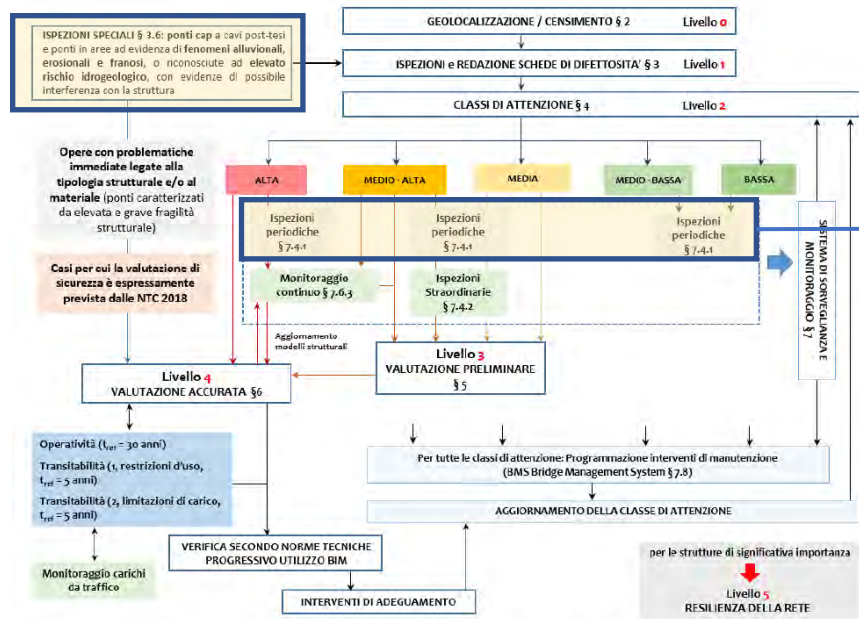 ISPEZIONI SPECIALI § 3.6: ponti cap a cavi post-tesi
e ponti in aree ad evidenza di fenomeni alluvionali,
erosionali e franosi, o riconosciute ad elevato
rischio idrogeologico, con evidenze di possibile
interferenza con la struttura
GEOLOCALIZZAZIONE / CENSIMENTO § 2 Livello 0
ISPEZIONI e REDAZIONE SCHEDE DI DIFETTOSITA' § 3 Livello 1
CLASSI DI ATTENZIONE § 4 Livello 2
Opere con problematiche
immediate legate alla
tipologia strutturale e/o al
materiale (ponti caratterizzati
da elevata e grave fragilità
strutturale)
Casi per cui la valutazione di
sicurezza è espressamente
prevista dalle NTC 2018
ALTA
MEDIO - ALTA
MEDIA
MEDIO - BASSA
BASSA
Ispezioni
periodiche
§ 7.4.1
Ispezioni
periodiche
§ 7.4.1
Ispezioni
periodiche
§ 7.4.1
Monitoraggio
continuo § 7.6.3
Ispezioni
Straordinarie
§ 7.4.2
SISTEMA DI SORVEGLIANZA E
MONITORAGGIO § 7
Aggiornamento
modelli strutturali
Livello 3
VALUTAZIONE PRELIMINARE
§ 5
Livello 4
VALUTAZIONE ACCURATA §6
Operatività (tref = 30 anni)
Transitabilità (1, restrizioni d'uso,
tref = 5 anni)
Transitabilità (2, limitazioni di carico,
tref = 5 anni)
Monitoraggio carichi
da traffico
Per tutte le classi di attenzione: Programmazione interventi di manutenzione
(BMS Bridge Management System § 7.8)
AGGIORNAMENTO DELLA CLASSE DI ATTENZIONE
VERIFICA SECONDO NORME TECNICHE
PROGRESSIVO UTILIZZO BIM
INTERVENTI DI ADEGUAMENTO
per le strutture di significativa importanza
Livello 5
RESILIENZA DELLA RETE